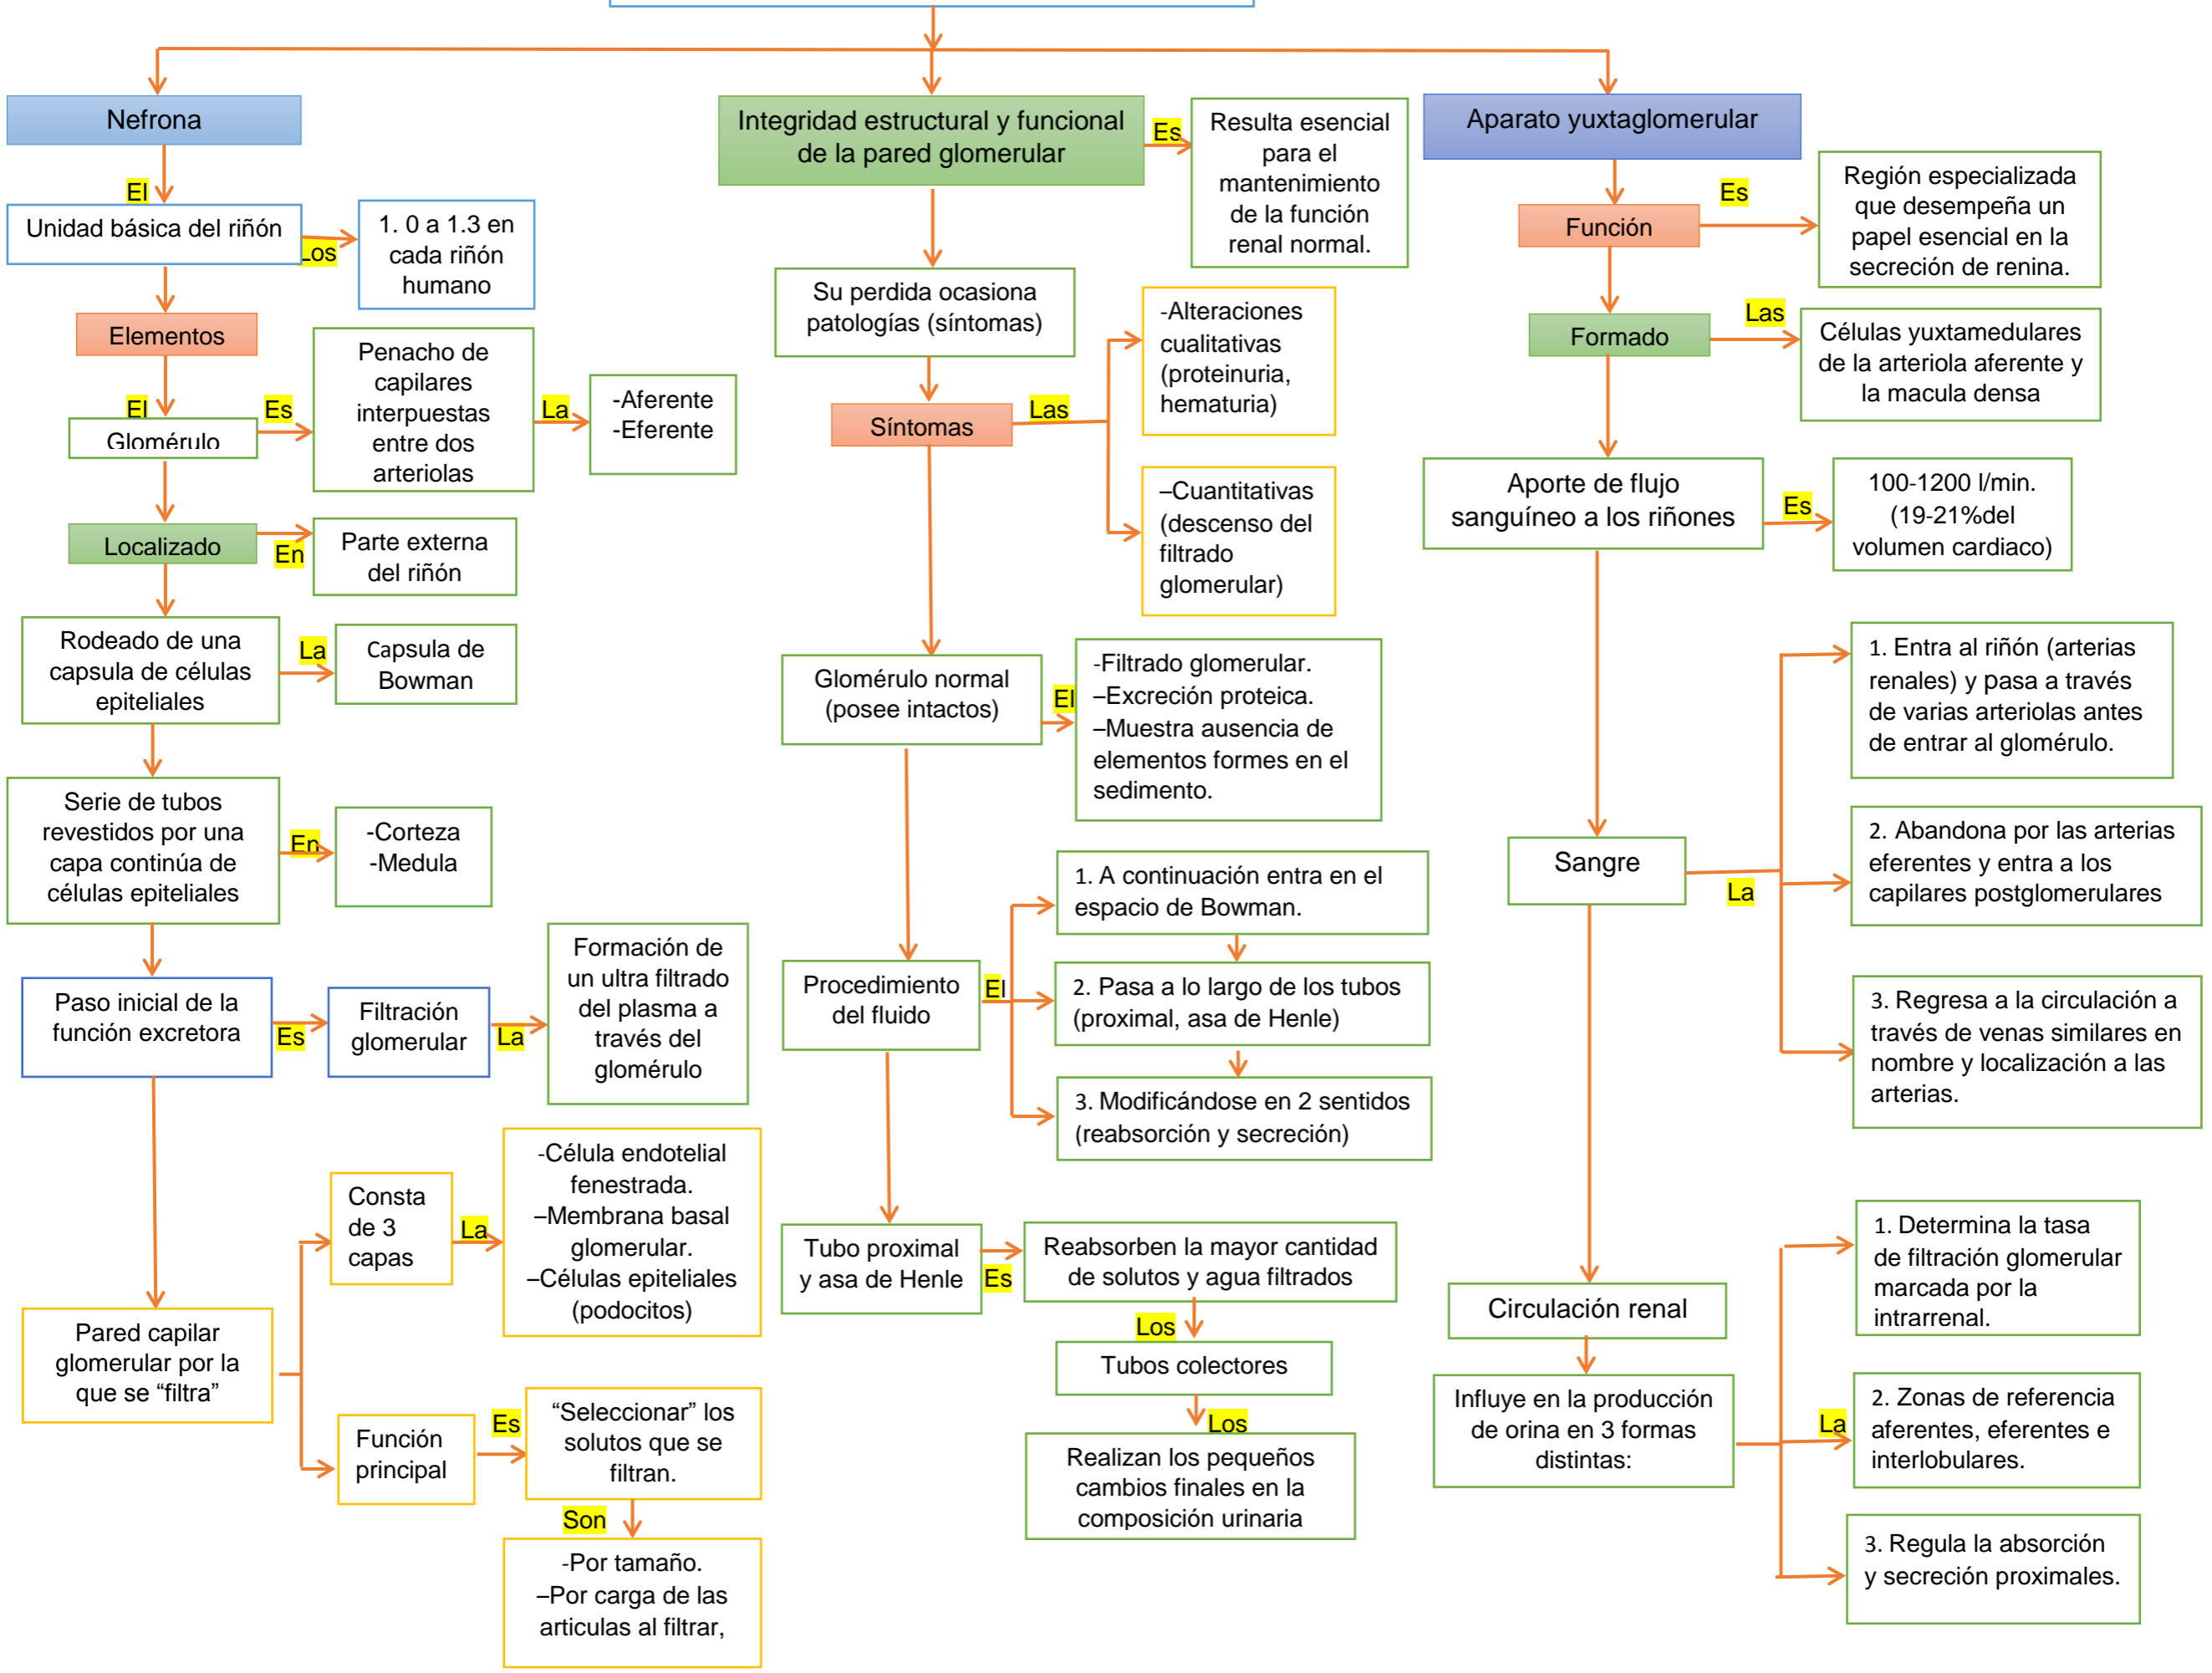 Nefrona
El
Unidad básica del riñón
Los
1. 0 a 1.3 en
cada riñón
humano
Elementos
El
Glomérulo
Es
Penacho de
capilares
interpuestas
entre dos
arteriolas
La
-Aferente
-Eferente
Localizado
En
Parte externa
del riñón
Rodeado de una
capsula de células
epiteliales
La
Capsula de
Bowman
Serie de tubos
revestidos por una
capa continúa de
células epiteliales
En
-Corteza
-Medula
Paso inicial de la
función excretora
Es
Filtración
glomerular
La
Formación de
un ultra filtrado
del plasma a
través del
glomérulo
Pared capilar
glomerular por la
que se “filtra”
Consta
de 3
capas
La
-Célula endotelial
fenestrada.
–Membrana basal
glomerular.
–Células epiteliales
(podocitos)
Función
principal
Es
“Seleccionar” los
solutos que se
filtran.
Son
-Por tamaño.
–Por carga de las
articulas al filtrar,
Integridad estructural y funcional
de la pared glomerular
Es
Resulta esencial
para el
mantenimiento
de la función
renal normal.
Su perdida ocasiona
patologías (síntomas)
Síntomas
Las
-Alteraciones
cualitativas
(proteinuria,
hematuria)
–Cuantitativas
(descenso del
filtrado
glomerular)
Glomérulo normal
(posee intactos)
El
-Filtrado glomerular.
–Excreción proteica.
–Muestra ausencia de
elementos formes en el
sedimento.
Procedimiento
del fluido
El
1. A continuación entra en el
espacio de Bowman.
2. Pasa a lo largo de los tubos
(proximal, asa de Henle)
3. Modificándose en 2 sentidos
(reabsorción y secreción)
Tubo proximal
y asa de Henle
Es
Reabsorben la mayor cantidad
de solutos y agua filtrados
Los
Tubos colectores
Los
Realizan los pequeños
cambios finales en la
composición urinaria
Aparato yuxtaglomerular
Función
Es
Región especializada
que desempeña un
papel esencial en la
secreción de renina.
Formado
Las
Células yuxtamedulares
de la arteriola aferente y
la macula densa
Aporte de flujo
sanguíneo a los riñones
Es
100-1200 l/min.
(19-21%del
volumen cardiaco)
Sangre
La
1. Entra al riñón (arterias
renales) y pasa a través
de varias arteriolas antes
de entrar al glomérulo.
2. Abandona por las arterias
eferentes y entra a los
capilares postglomerulares
3. Regresa a la circulación a
través de venas similares en
nombre y localización a las
arterias.
Circulación renal
Influye en la producción
de orina en 3 formas
distintas:
La
1. Determina la tasa
de filtración glomerular
marcada por la
intrarrenal.
2. Zonas de referencia
aferentes, eferentes e
interlobulares.
3. Regula la absorción
y secreción proximales.